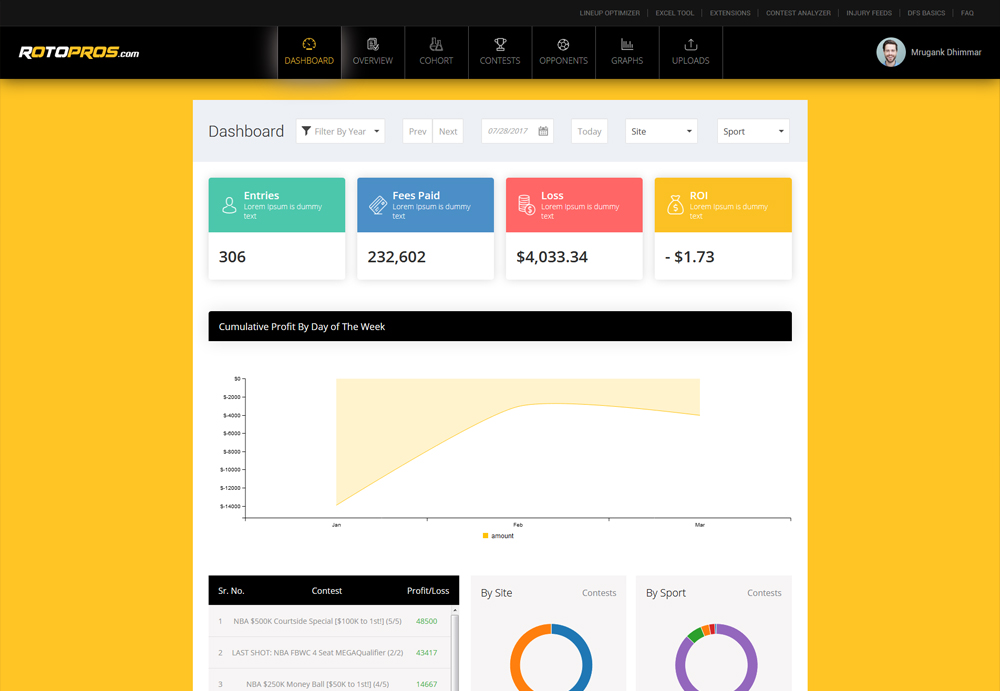 LINEUP OPTIMIZER | EXCEL TOOL | EXTENSIONS | CONTEST ANALYZER | INJURY FEEDS | DFS BASICS | FAQ
ROTOPROS.com
DASHBOARD OVERVIEW COHORT CONTESTS OPPONENTS GRAPHS UPLOADS
Mrugank Dhimmar
Dashboard Filter By Year Prev Next 07/28/2017 Today Site Sport
Entries
Lorem Ipsum is dummy
text
306
Fees Paid
Lorem Ipsum is dummy
text
232,602
Loss
Lorem Ipsum is dummy
text
$4,033.34
ROI
Lorem Ipsum is dummy
text
- $1.73
Cumulative Profit By Day of The Week
$0
$-2000
$-4000
$-6000
$-8000
$-10000
$-12000
$-14000
Jan Feb Mar
amount
Sr. No. Contest Profit/Loss
1 NBA $500K Courtside Special [$100K to 1st!] (5/5) 48500
2 LAST SHOT: NBA FBWC 4 Seat MEGAQualifier (2/2) 43417
3 NBA $250K Money Ball [$50K to 1st!] (4/5) 14667
By Site Contests
By Sport Contests